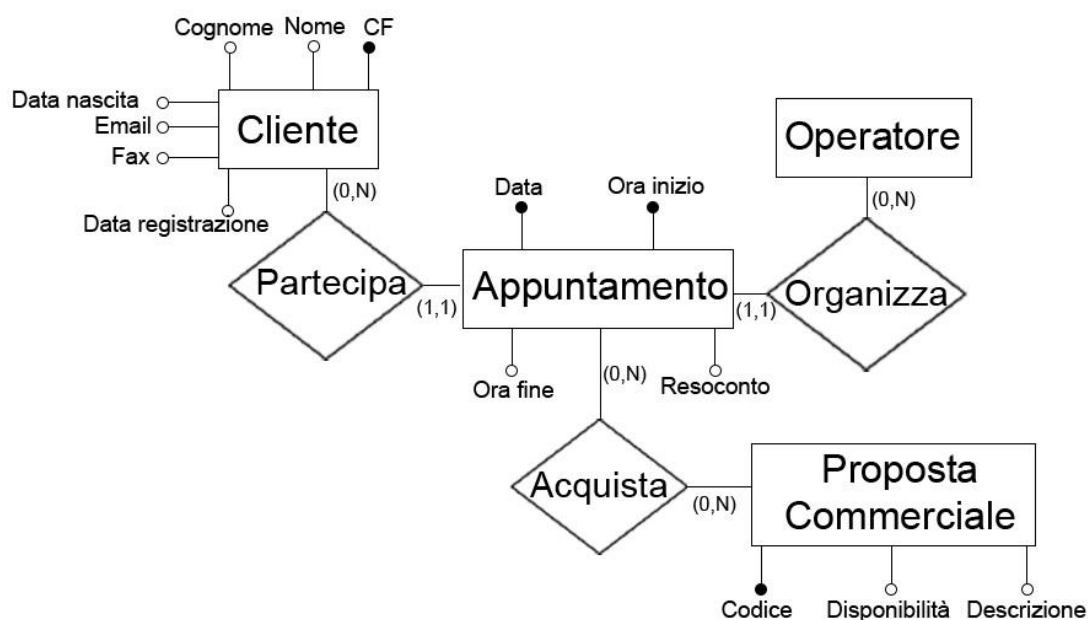 Cognome
Nome
CF
Data nascita
Email
Fax
Cliente
Data registrazione
(0,N)
Operatore
(0,N)
Data
Ora inizio
Partecipa
(1,1)
Appuntamento
(1,1)
Organizza
Ora fine
(0,N)
Resoconto
Acquista
(0,N)
Proposta
Commerciale
Codice
Disponibilità
Descrizione